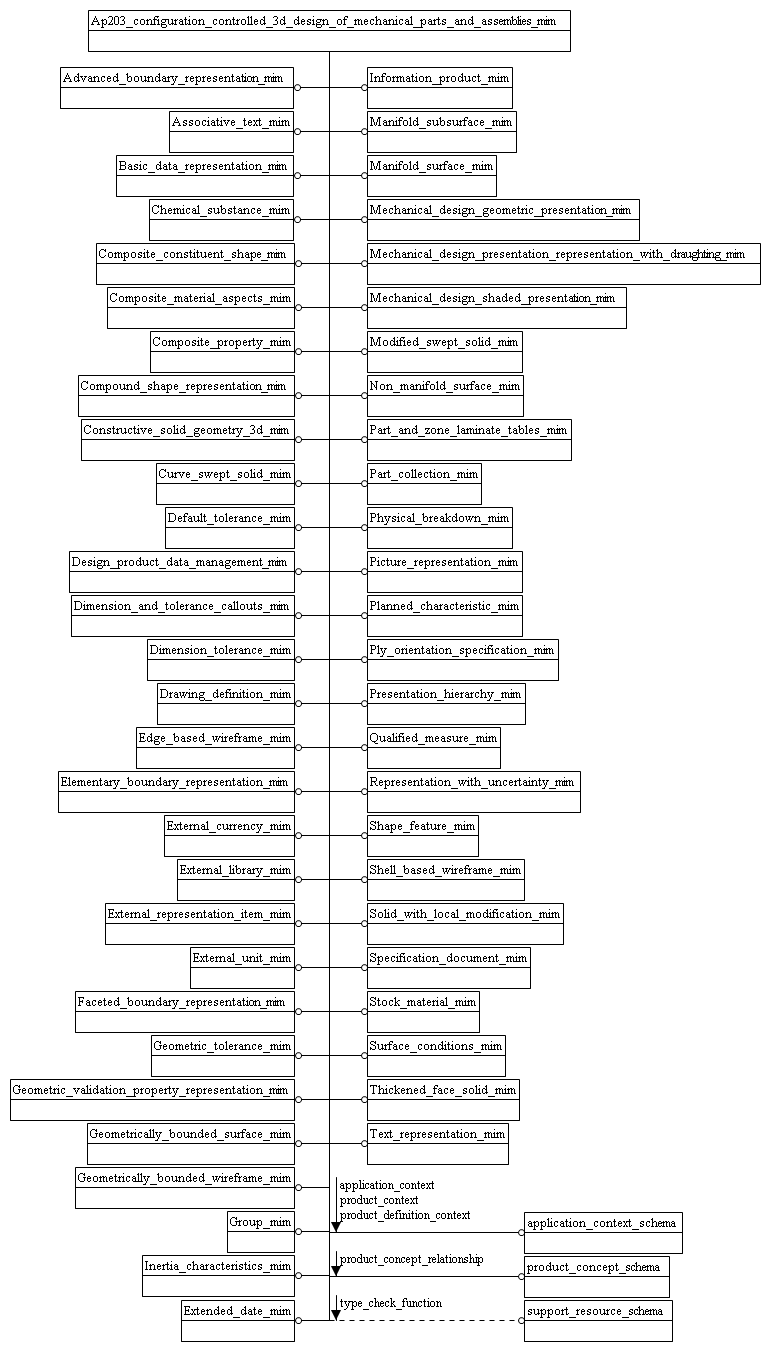 Ap203_configuration_controlled_3d_design_of_mechanical_parts_and_assemblies_mim
Advanced_boundary_representation_mim
Information_product_mim
Associative_text_mim
Manifold_subsurface_mim
Basic_data_representation_mim
Manifold_surface_mim
Chemical_substance_mim
Mechanical_design_geometric_presentation_mim
Composite_constituent_shape_mim
Mechanical_design_presentation_representation_with_draughting_mim
Composite_material_aspects_mim
Mechanical_design_shaded_presentation_mim
Composite_property_mim
Modified_swept_solid_mim
Compound_shape_representation_mim
Non_manifold_surface_mim
Constructive_solid_geometry_3d_mim
Part_and_zone_laminate_tables_mim
Curve_swept_solid_mim
Part_collection_mim
Default_tolerance_mim
Physical_breakdown_mim
Design_product_data_management_mim
Picture_representation_mim
Dimension_and_tolerance_callouts_mim
Planned_characteristic_mim
Dimension_tolerance_mim
Ply_orientation_specification_mim
Drawing_definition_mim
Presentation_hierarchy_mim
Edge_based_wireframe_mim
Qualified_measure_mim
Elementary_boundary_representation_mim
Representation_with_uncertainty_mim
External_currency_mim
Shape_feature_mim
External_library_mim
Shell_based_wireframe_mim
External_representation_item_mim
Solid_with_local_modification_mim
External_unit_mim
Specification_document_mim
Faceted_boundary_representation_mim
Stock_material_mim
Geometric_tolerance_mim
Surface_conditions_mim
Geometric_validation_property_representation_mim
Thickened_face_solid_mim
Geometrically_bounded_surface_mim
Text_representation_mim
Geometrically_bounded_wireframe_mim
application_context
product_context
product_definition_context
Group_mim
application_context_schema
product_concept_relationship
Inertia_characteristics_mim
product_concept_schema
type_check_function
Extended_date_mim
support_resource_schema